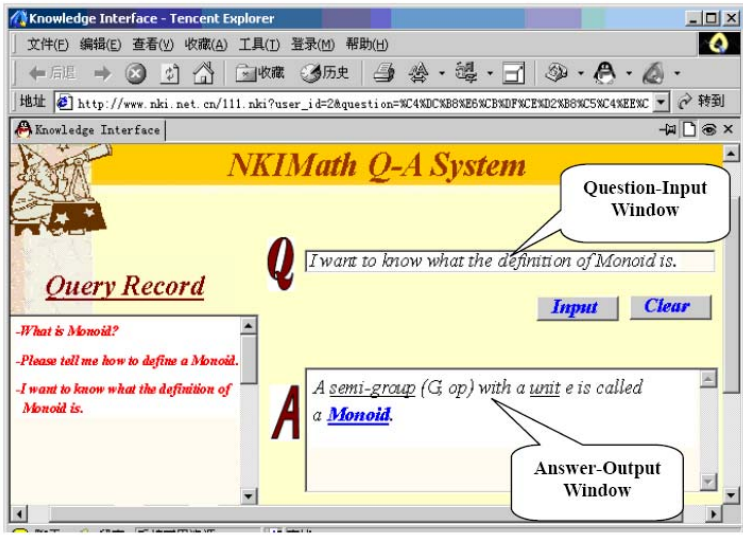 Knowledge Interface - Tencent Explorer
文件(F) 编辑(E) 查看(V) 收藏(A) 工具(T) 登录(M) 帮助(H)
后退 收藏 历史
地址 http://www.nki.net.cn/111.nki?user_id=2&question=%C4%DC%B8%E6%CB%DF%CE%D2%B8%C5%C4%EE%C 转到
Knowledge Interface
NKIMath Q-A System
Question-Input
Window
Q
I want to know what the definition of Monoid is.
Input Clear
Query Record
-What is Monoid?
-Please tell me how to define a Monoid.
-I want to know what the definition of
Monoid is.
A
A semi-group (G; op) with a unit e is called
a Monoid.
Answer-Output
Window